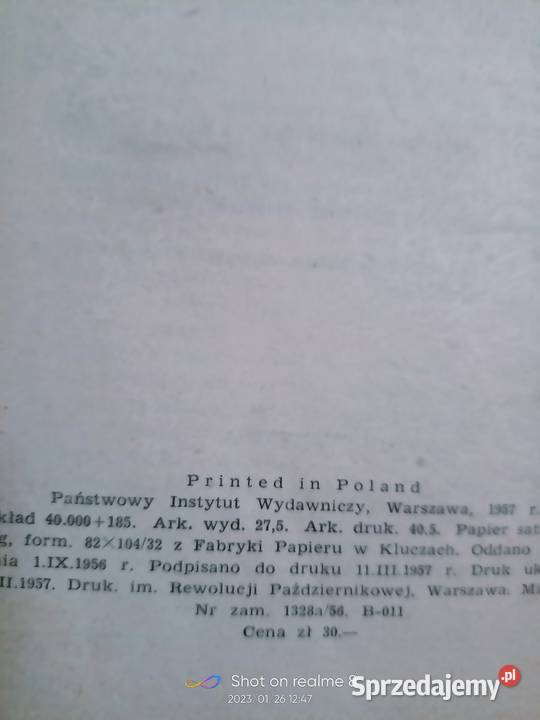 Printed in Poland
Państwowy Instytut Wydawniczy, Warszawa, 1957 r.
kład 40.000+185. Ark. wyd. 27,5. Ark. druk. 40,5. Papier sat
g, form. 82×104/32 z Fabryki Papieru w Kluczach. Oddano
nia 1.IX.1956 r. Podpisano do druku 11.III.1957 r. Druk uk
II.1957. Druk. im. Rewolucji Październikowej, Warszawa. Mi
Nr zam. 1328a/56. B-011
Cena zł 30.—
Shot on realme 8
2023.01.26 12:47
Sprzedajemy.pl